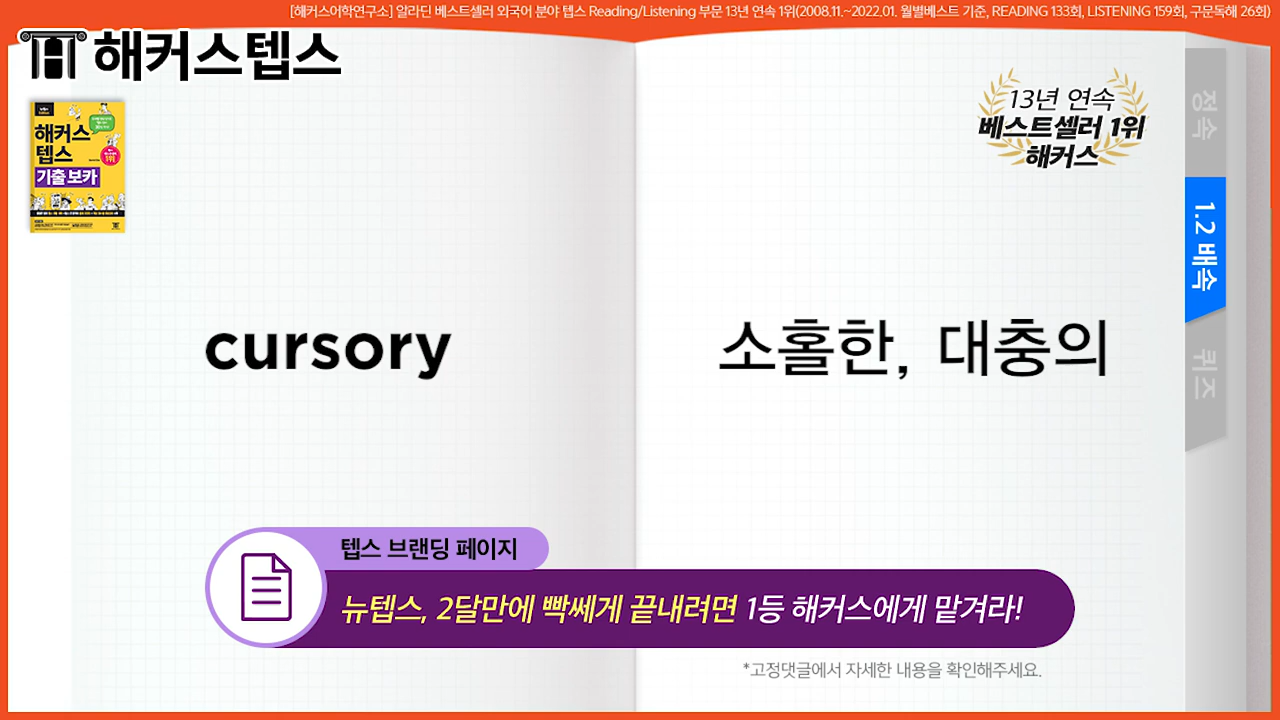 [해커스어학연구소] 알라딘 베스트셀러 외국어 분야 텝스 Reading/Listening 부문 13년 연속 1위(2008.11.~2022.01. 월별베스트 기준, READING 133회, LISTENING 159회, 구문독해 26회)
해커스텝스
해커스
텝스
기출 보카
13년 연속
베스트셀러 1위
해커스
정속
1.2 배속
퀴즈
cursory
소홀한, 대충의
텝스 브랜딩 페이지
뉴텝스, 2달만에 빡쎄게 끝내려면 1등 해커스에게 맡겨라!
*고정댓글에서 자세한 내용을 확인해주세요.